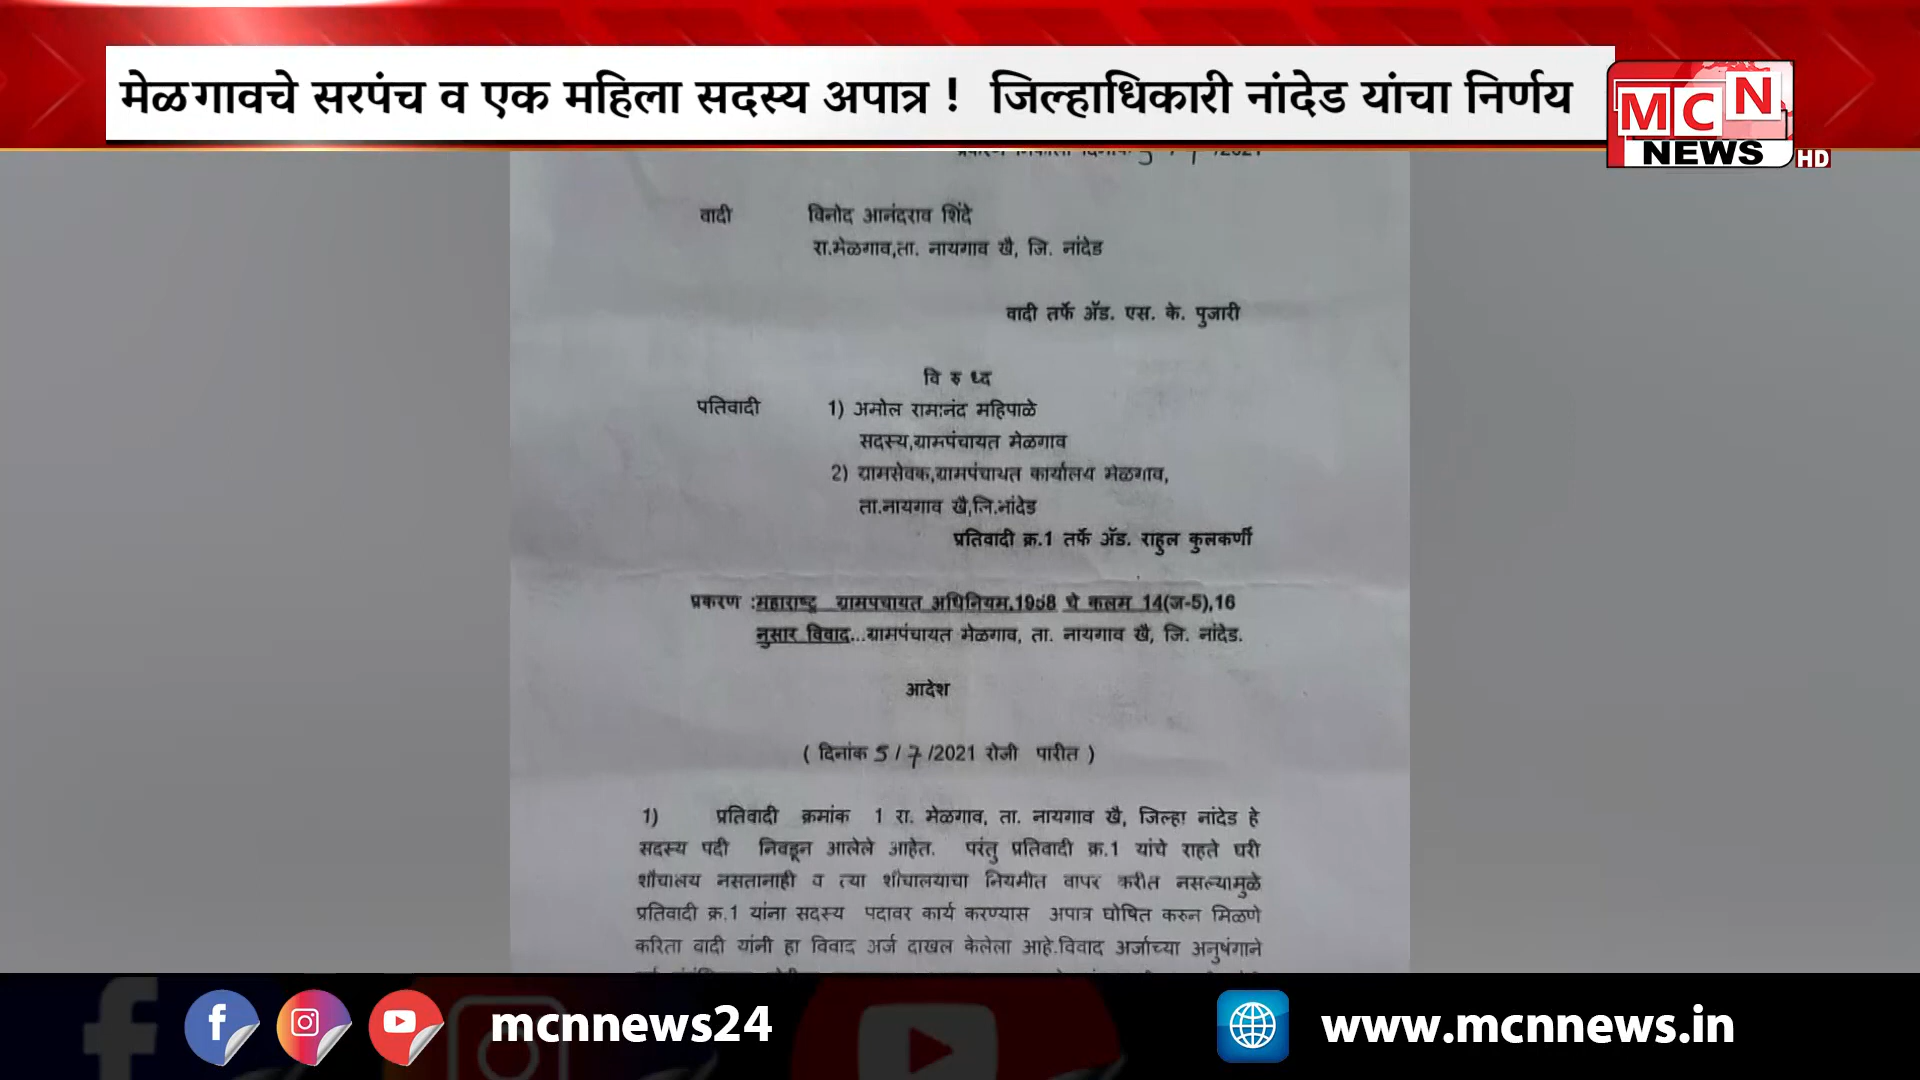 मेळगावचे सरपंच व एक महिला सदस्य अपात्र ! जिल्हाधिकारी नांदेड यांचा निर्णय
MCN
NEWS HD
वादी विनोद आनंदराव शिंदे
रा.मेळगाव,ता. नायगाव खै, जि. नांदेड
वादी तर्फे ॲड. एस. के. पुजारी
वि रु ध्द
पतिवादी 1) अमोल रामानंद महिपाळे
सदस्य,ग्रामपंचायत मेळगाव
2) ग्रामसेवक,ग्रामपंचायत कार्यालय मेळगाव,
ता.नायगाव खै,जि.नांदेड
प्रतिवादी क्र.1 तर्फे ॲड. राहुल कुलकर्णी
प्रकरण :महाराष्ट्र ग्रामपंचायत अधिनियम,1958 चे कलम 14(ज-5),16
नुसार विवाद...ग्रामपंचायत मेळगाव, ता. नायगाव खै, जि. नांदेड.
आदेश
( दिनांक 5 / 7 /2021 रोजी पारीत )
1) प्रतिवादी क्रमांक 1 रा. मेळगाव, ता. नायगाव खै, जिल्हा नांदेड हे
सदस्य पदी निवडून आलेले आहेत. परंतु प्रतिवादी क्र.1 यांचे राहते घरी
शौचालय नसतानाही व त्या शौचालयाचा नियमीत वापर करीत नसल्यामुळे
प्रतिवादी क्र.1 यांना सदस्य पदावर कार्य करण्यास अपात्र घोषित करुन मिळणे
करिता वादी यांनी हा विवाद अर्ज दाखल केलेला आहे.विवाद अर्जाच्या अनुषंगाने
mcnnews24
www.mcnnews.in